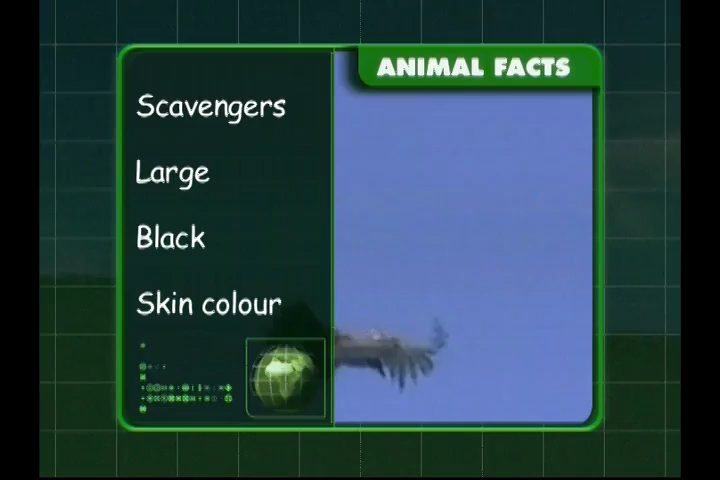 ANIMAL FACTS
Scavengers
Large
Black
Skin colour